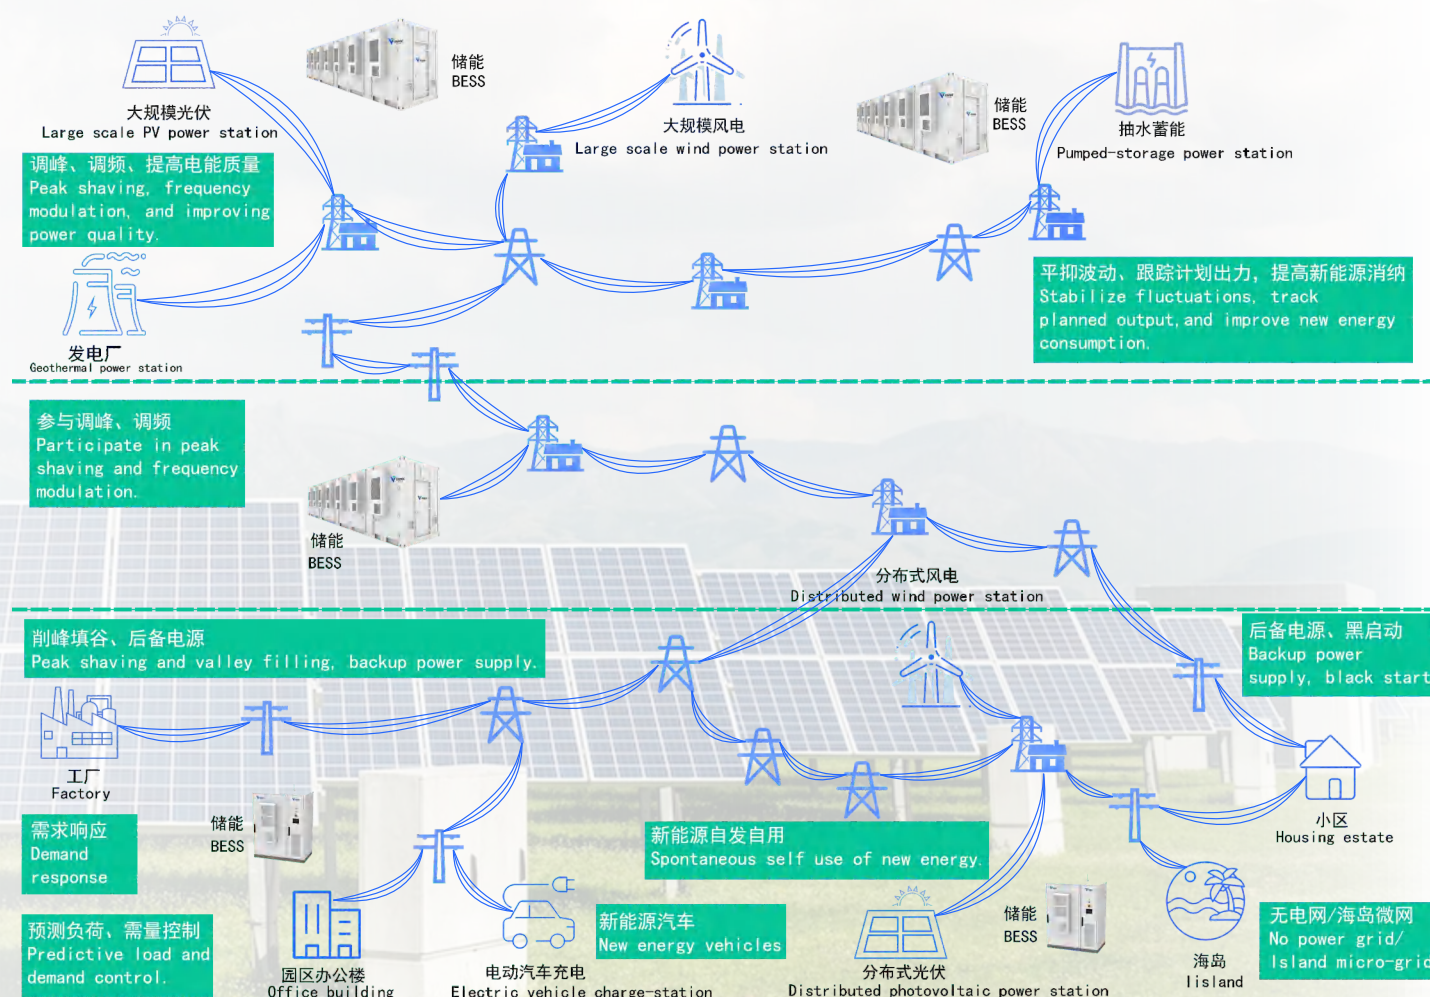 储能
BESS
大规模光伏
Large scale PV power station
大规模风电
Large scale wind power station
储能
BESS
抽水蓄能
Pumped-storage power station
调峰、调频、提高电能质量
Peak shaving, frequency
modulation, and improving
power quality.
平抑波动、跟踪计划出力，提高新能源消纳
Stabilize fluctuations, track
planned output,and improve new energy
consumption.
发电厂
Geothermal power station
参与调峰、调频
Participate in peak
shaving and frequency
modulation.
储能
BESS
分布式风电
Distributed wind power station
削峰填谷、后备电源
Peak shaving and valley filling, backup power supply.
后备电源、黑启动
Backup power
supply, black start
工厂
Factory
储能
BESS
小区
Housing estate
需求响应
Demand
response
新能源自发自用
Spontaneous self use of new energy.
预测负荷、需量控制
Predictive load and
demand control.
园区办公楼
Office building
电动汽车充电
Electric vehicle charge-station
新能源汽车
New energy vehicles
分布式光伏
Distributed photovoltaic power station
储能
BESS
海岛
Iisland
无电网/海岛微网
No power grid/
Island micro-grid